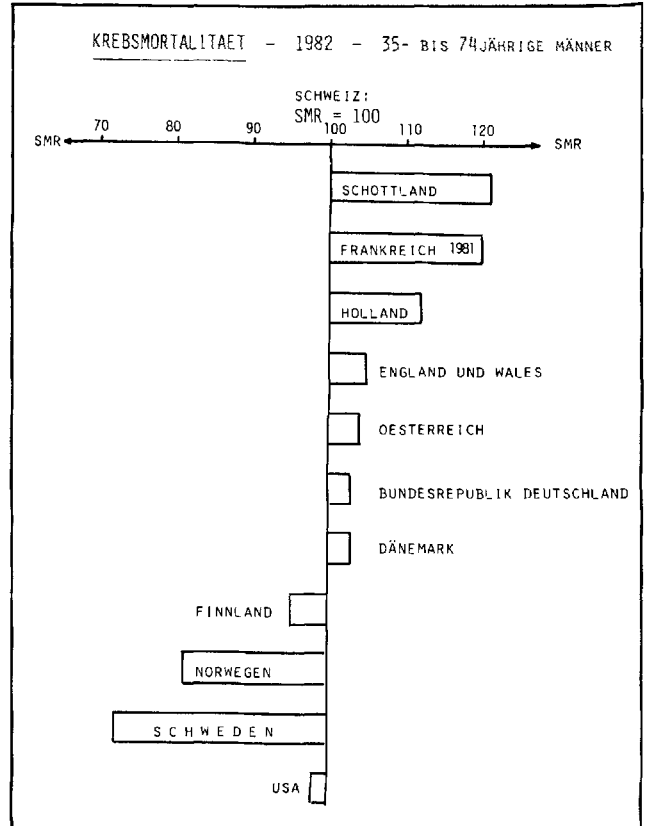 KREBSMORTALITAET - 1982 - 35- BIS 74JÄHRIGE MÄNNER
SCHWEIZ:
SMR = 100
70 80 90 100 110 120
SMR SMR
SCHOTTLAND
FRANKREICH 1981
HOLLAND
ENGLAND UND WALES
OESTERREICH
BUNDESREPUBLIK DEUTSCHLAND
DÄNEMARK
FINNLAND
NORWEGEN
SCHWEDEN
USA